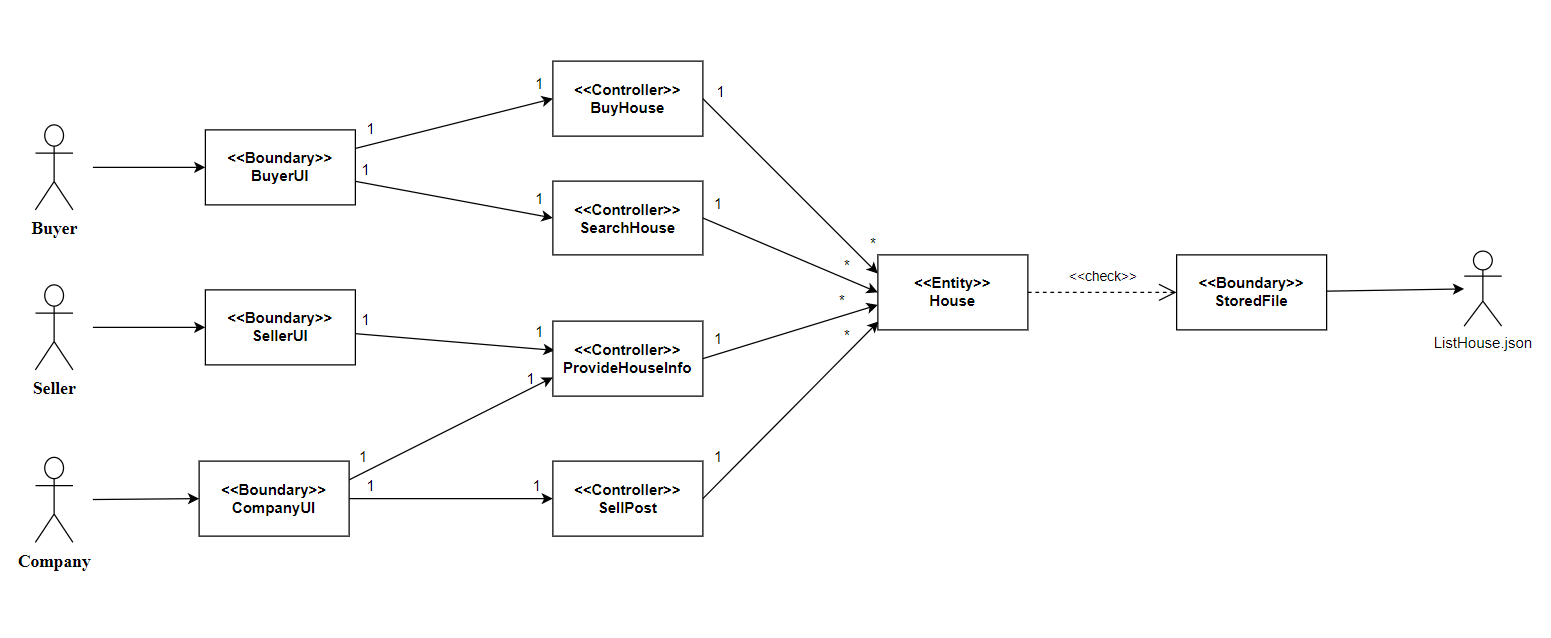 1
<<Controller>>
BuyHouse
1
1
<<Boundary>>
BuyerUI
1
Buyer
1
<<Controller>>
SearchHouse
1
*
*
<<Entity>>
House
<<check>>
<<Boundary>>
StoredFile
ListHouse.json
*
*
<<Boundary>>
SellerUI
1
Seller
1
<<Controller>>
ProvideHouseInfo
1
1
1
<<Boundary>>
CompanyUI
1
Company
1
<<Controller>>
SellPost
1